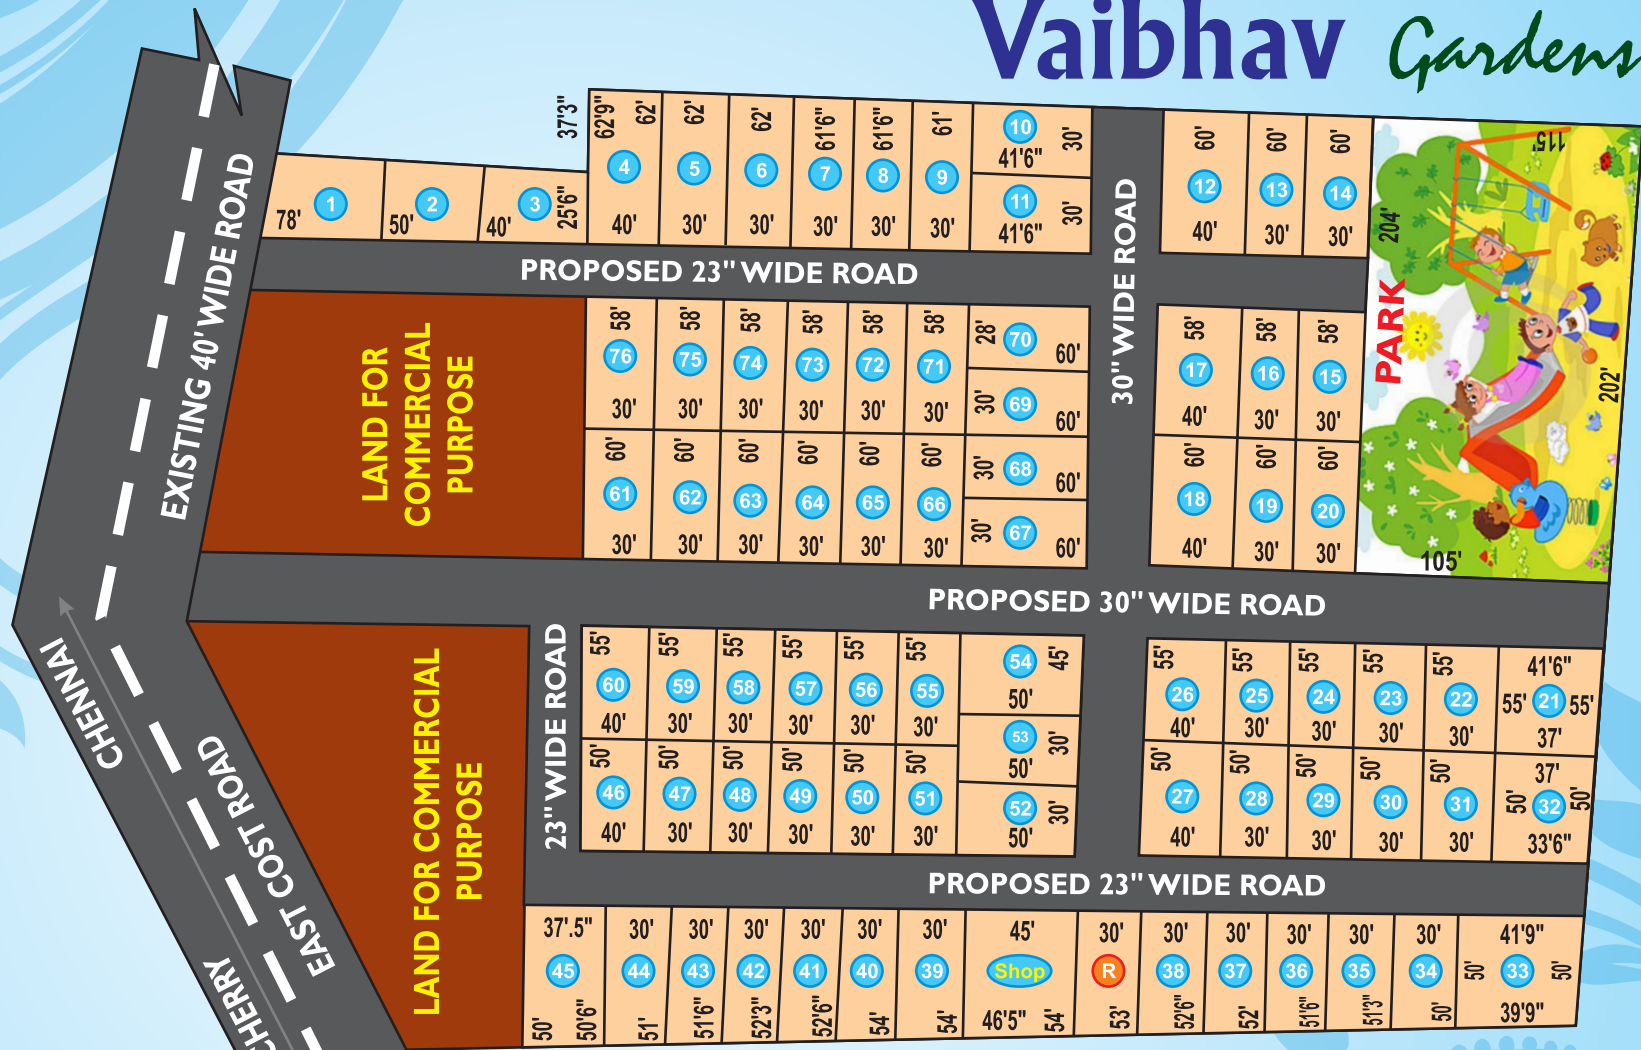 Vaibhav Gardens
EXISTING 40' WIDE ROAD
78' 1
50' 2
40' 3 25'6"
37'3"
62'9" 62' 4 40'
62' 5 30'
62' 6 30'
61'6" 7 30'
61'6" 8 30'
61' 9 30'
10 41'6" 30'
11 41'6" 30'
30" WIDE ROAD
60' 12 40'
60' 13 30'
60' 14 30'
115'
204'
PARK
202'
105'
PROPOSED 23" WIDE ROAD
LAND FOR
COMMERCIAL
PURPOSE
58' 76 30'
58' 75 30'
58' 74 30'
58' 73 30'
58' 72 30'
58' 71 30'
28' 70 60'
30' 69 60'
58' 17 40'
58' 16 30'
58' 15 30'
60' 61 30'
60' 62 30'
60' 63 30'
60' 64 30'
60' 65 30'
60' 66 30'
30' 68 60'
30' 67 60'
60' 18 40'
60' 19 30'
60' 20 30'
PROPOSED 30" WIDE ROAD
CHENNAI
EAST COST ROAD
CHERRY
LAND FOR COMMERCIAL
PURPOSE
23" WIDE ROAD
55' 60 40'
55' 59 30'
55' 58 30'
55' 57 30'
55' 56 30'
55' 55 30'
54 45' 50'
53 30' 50'
52 30' 50'
55' 26 40'
55' 25 30'
55' 24 30'
55' 23 30'
55' 22 30'
41'6"
55' 21 55'
37'
50' 46 40'
50' 47 30'
50' 48 30'
50' 49 30'
50' 50 30'
50' 51 30'
50' 27 40'
50' 28 30'
50' 29 30'
50' 30 30'
50' 31 30'
37'
50' 32 50'
33'6"
PROPOSED 23" WIDE ROAD
37'.5" 45 50' 50'6"
30' 44 51'
30' 43 51'6"
30' 42 52'3"
30' 41 52'6"
30' 40 54'
30' 39 54'
45' Shop 46'5" 54'
30' R 53'
30' 38 52'6"
30' 37 52'
30' 36 51'6"
30' 35 51'3"
30' 34 50'
41'9"
50' 33 50'
39'9"